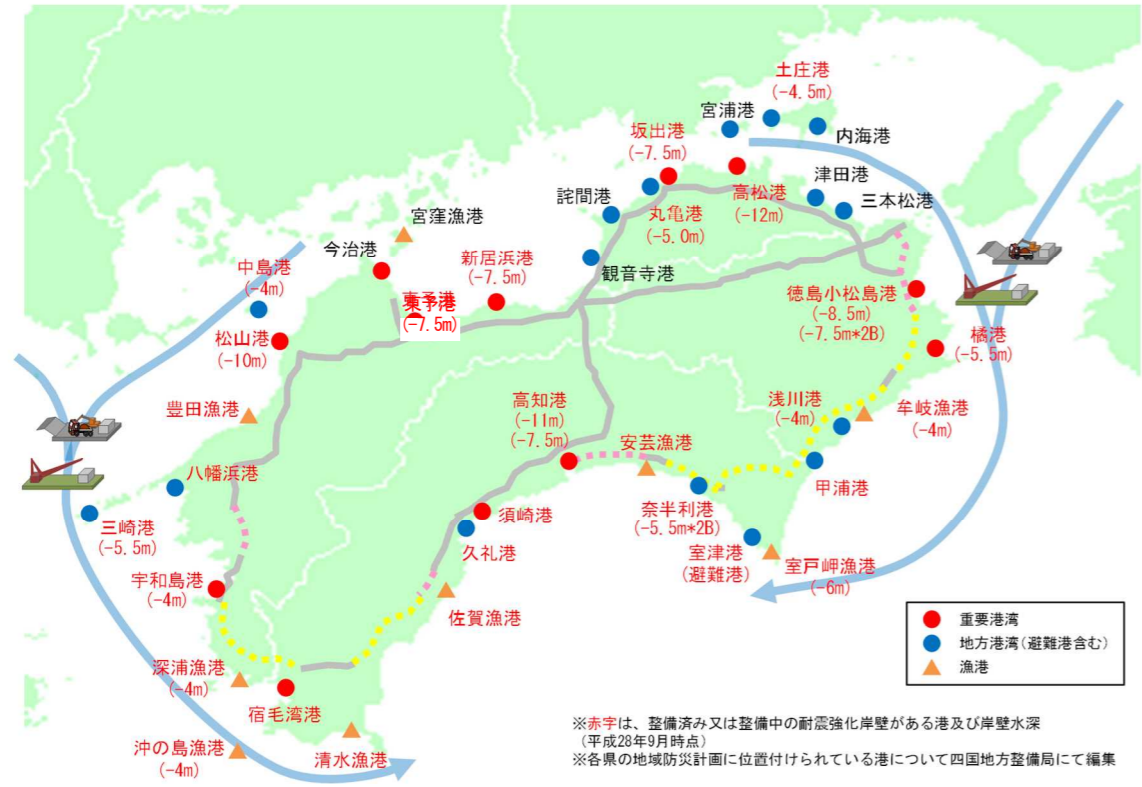 土庄港
(-4.5m)
宮浦港
内海港
坂出港
(-7.5m)
津田港
詫間港
高松港
(-12m)
三本松港
丸亀港
(-5.0m)
宮窪漁港
今治港
新居浜港
(-7.5m)
観音寺港
中島港
(-4m)
東予港
(-7.5m)
徳島小松島港
(-8.5m)
(-7.5m*2B)
松山港
(-10m)
橘港
(-5.5m)
高知港
(-11m)
(-7.5m)
浅川港
(-4m)
牟岐漁港
(-4m)
豊田漁港
安芸漁港
八幡浜港
甲浦港
奈半利港
(-5.5m*2B)
須崎港
三崎港
(-5.5m)
久礼港
室津港
(避難港)
室戸岬漁港
(-6m)
宇和島港
(-4m)
佐賀漁港
重要港湾
地方港湾(避難港含む)
漁港
深浦漁港
(-4m)
宿毛湾港
沖の島漁港
(-4m)
清水漁港
※赤字は、整備済み又は整備中の耐震強化岸壁がある港及び岸壁水深
(平成28年9月時点)
※各県の地域防災計画に位置付けられている港について四国地方整備局にて編集